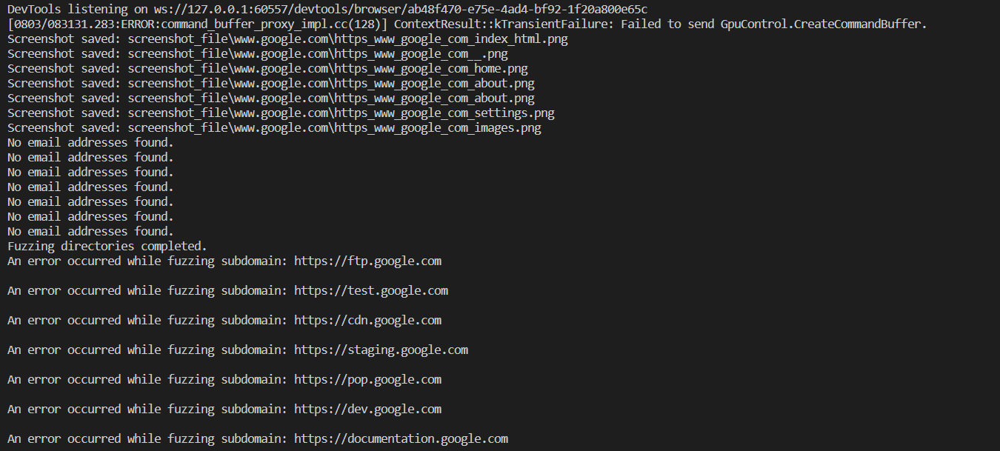 DevTools listening on ws://127.0.0.1:60557/devtools/browser/ab48f470-e75e-4ad4-bf92-1f20a800e65c
[0803/083131.283:ERROR:command_buffer_proxy_impl.cc(128)] ContextResult::kTransientFailure: Failed to send GpuControl.CreateCommandBuffer.
Screenshot saved: screenshot_file\www.google.com\https_www_google_com_index_html.png
Screenshot saved: screenshot_file\www.google.com\https_www_google_com__.png
Screenshot saved: screenshot_file\www.google.com\https_www_google_com_home.png
Screenshot saved: screenshot_file\www.google.com\https_www_google_com_about.png
Screenshot saved: screenshot_file\www.google.com\https_www_google_com_about.png
Screenshot saved: screenshot_file\www.google.com\https_www_google_com_settings.png
Screenshot saved: screenshot_file\www.google.com\https_www_google_com_images.png
No email addresses found.
No email addresses found.
No email addresses found.
No email addresses found.
No email addresses found.
No email addresses found.
No email addresses found.
Fuzzing directories completed.
An error occurred while fuzzing subdomain: https://ftp.google.com
An error occurred while fuzzing subdomain: https://test.google.com
An error occurred while fuzzing subdomain: https://cdn.google.com
An error occurred while fuzzing subdomain: https://staging.google.com
An error occurred while fuzzing subdomain: https://pop.google.com
An error occurred while fuzzing subdomain: https://dev.google.com
An error occurred while fuzzing subdomain: https://documentation.google.com